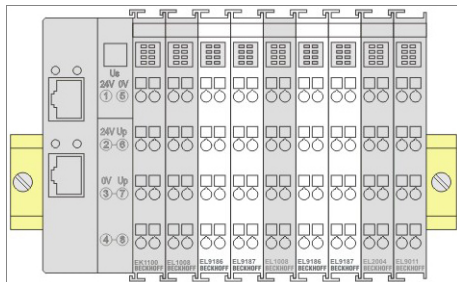 Us
24V 0V
1 5
24V Up
2 6
0V Up
3 7
4 8
EK1100 EL1008 EL9186 EL9187 EL1008 EL9186 EL9187 EL2004 EL9011
BECKHOFF BECKHOFF BECKHOFF BECKHOFF BECKHOFF BECKHOFF BECKHOFF BECKHOFF BECKHOFF